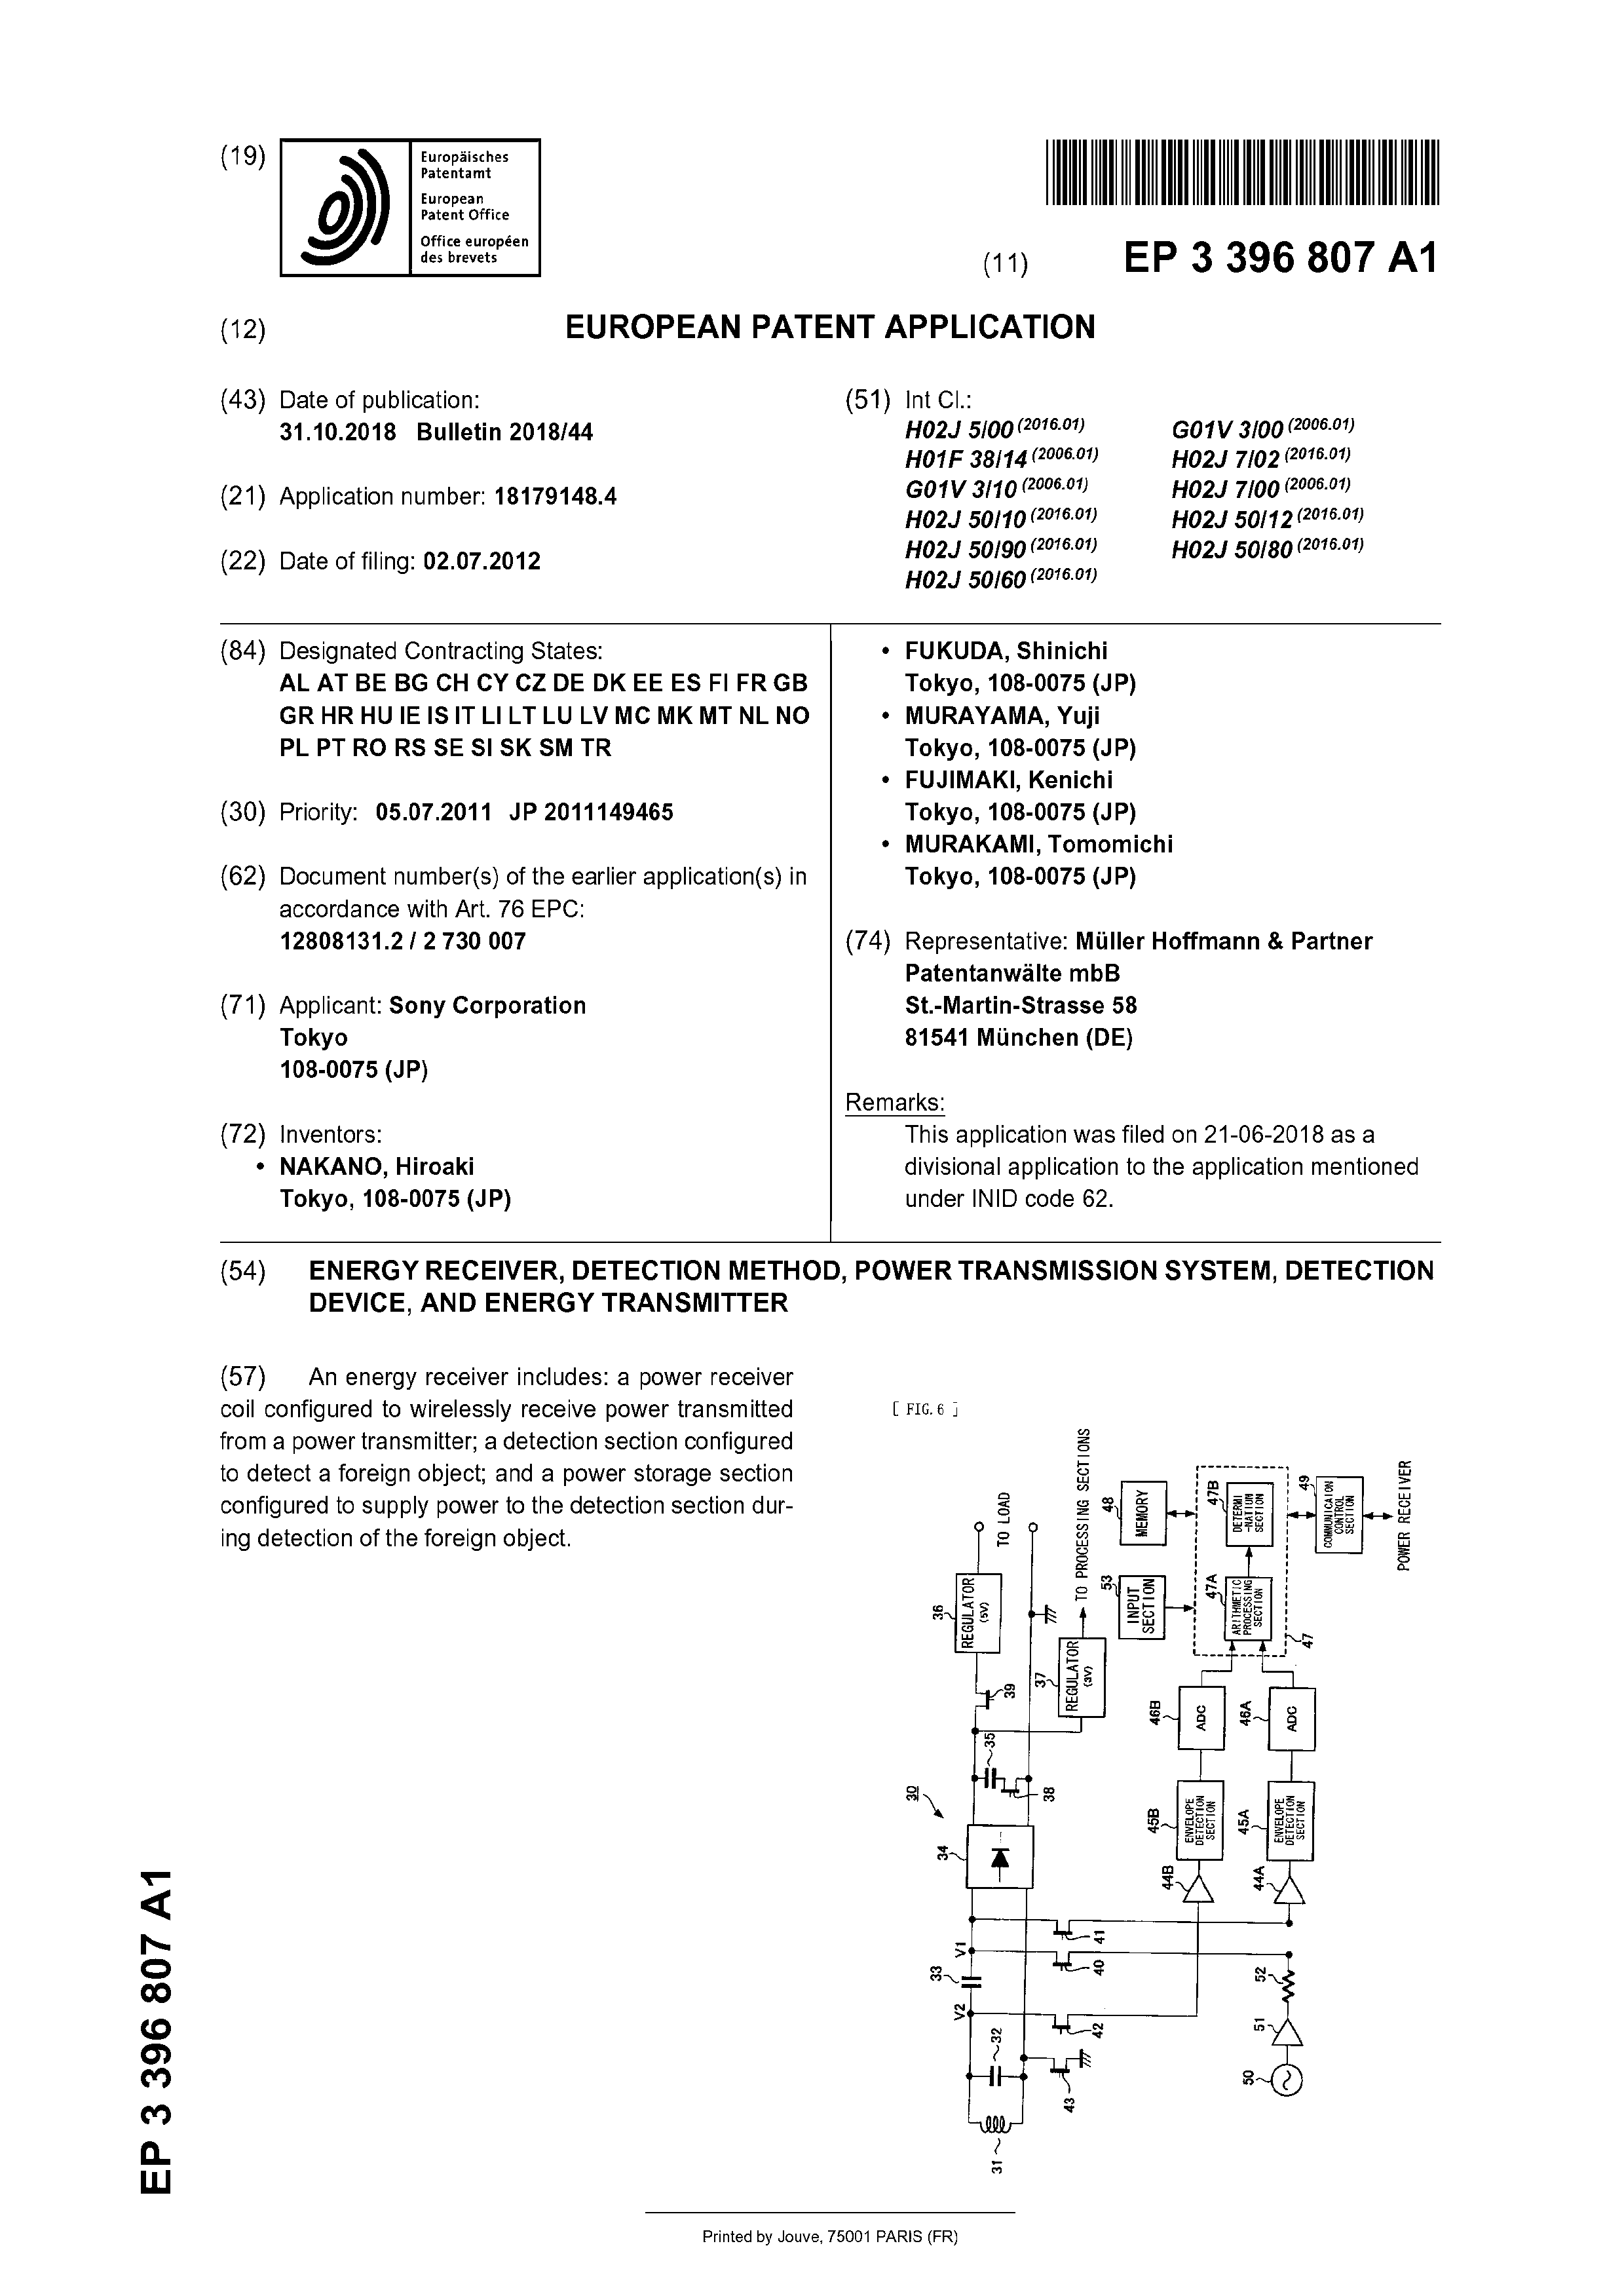 (19)
Europäisches
Patentamt
European
Patent Office
Office européen
des brevets
(11) EP 3 396 807 A1
(12) EUROPEAN PATENT APPLICATION
(43) Date of publication:
31.10.2018 Bulletin 2018/44
(21) Application number: 18179148.4
(22) Date of filing: 02.07.2012
(51) Int Cl.:
H02J 5/00 (2016.01) G01V 3/00 (2006.01)
H01F 38/14 (2006.01) H02J 7/02 (2016.01)
G01V 3/10 (2006.01) H02J 7/00 (2006.01)
H02J 50/10 (2016.01) H02J 50/12 (2016.01)
H02J 50/90 (2016.01) H02J 50/80 (2016.01)
H02J 50/60 (2016.01)
(84) Designated Contracting States:
AL AT BE BG CH CY CZ DE DK EE ES FI FR GB
GR HR HU IE IS IT LI LT LU LV MC MK MT NL NO
PL PT RO RS SE SI SK SM TR
(30) Priority: 05.07.2011 JP 2011149465
(62) Document number(s) of the earlier application(s) in
accordance with Art. 76 EPC:
12808131.2 / 2 730 007
(71) Applicant: Sony Corporation
Tokyo
108-0075 (JP)
(72) Inventors:
• NAKANO, Hiroaki
Tokyo, 108-0075 (JP)
• FUKUDA, Shinichi
Tokyo, 108-0075 (JP)
• MURAYAMA, Yuji
Tokyo, 108-0075 (JP)
• FUJIMAKI, Kenichi
Tokyo, 108-0075 (JP)
• MURAKAMI, Tomomichi
Tokyo, 108-0075 (JP)
(74) Representative: Müller Hoffmann & Partner
Patentanwälte mbB
St.-Martin-Strasse 58
81541 München (DE)
Remarks:
This application was filed on 21-06-2018 as a
divisional application to the application mentioned
under INID code 62.
(54) ENERGY RECEIVER, DETECTION METHOD, POWER TRANSMISSION SYSTEM, DETECTION
DEVICE, AND ENERGY TRANSMITTER
(57) An energy receiver includes: a power receiver
coil configured to wirelessly receive power transmitted
from a power transmitter; a detection section configured
to detect a foreign object; and a power storage section
configured to supply power to the detection section dur-
ing detection of the foreign object.
[ FIG. 6 ]
30
31
32
33
V2
V1
34
35
38
39
36
REGULATOR
(5V)
TO LOAD
37
REGULATOR
(3V)
TO PROCESSING SECTIONS
40
41
42
43
44B
44A
45B
ENVELOPE
DETECTION
SECTION
45A
ENVELOPE
DETECTION
SECTION
46B
ADC
46A
ADC
47
47A
ARITHMETIC
PROCESSING
SECTION
47B
DETERMI
-NATIUN
SECTION
48
MEMORY
53
INPUT
SECTION
49
COMMUNICAION
CONTROL
SECTION
POWER RECEIVER
50
51
52
EP 3 396 807 A1
Printed by Jouve, 75001 PARIS (FR)